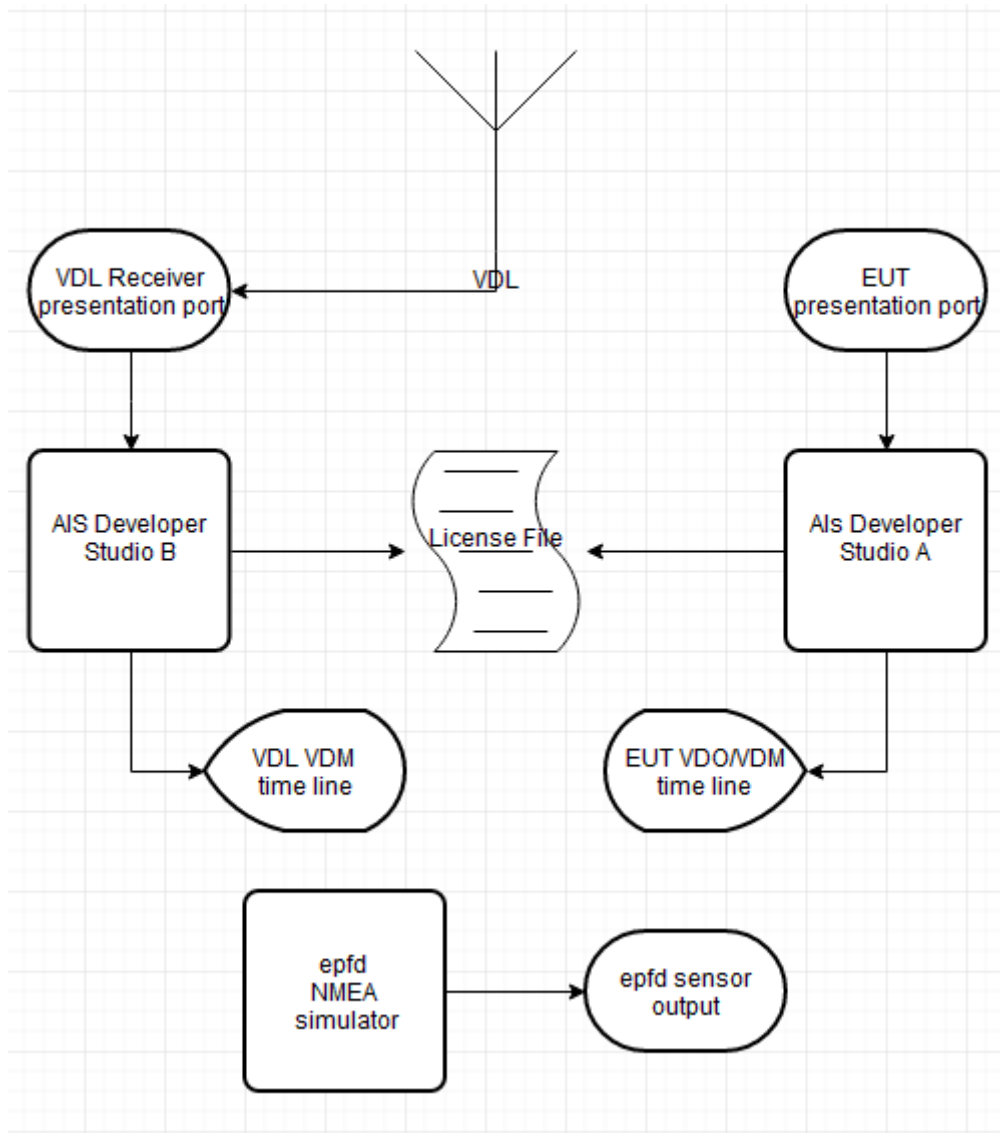 VDL
VDL Receiver
presentation port
EUT
presentation port
AIS Developer
Studio B
License File
AIs Developer
Studio A
VDL VDM
time line
EUT VDO/VDM
time line
epfd
NMEA
simulator
epfd sensor
output